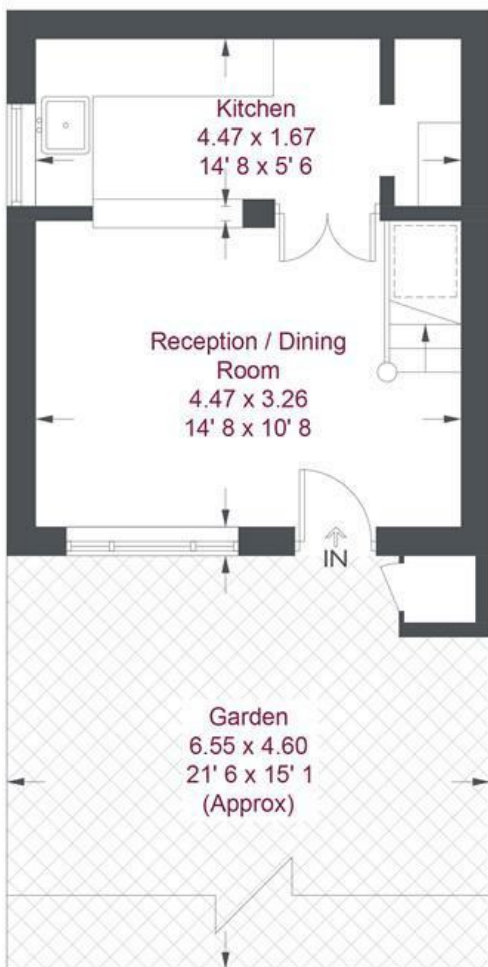 Kitchen
4.47 x 1.67
14' 8 x 5' 6
Reception / Dining
Room
4.47 x 3.26
14' 8 x 10' 8
IN
Garden
6.55 x 4.60
21' 6 x 15' 1
(Approx)